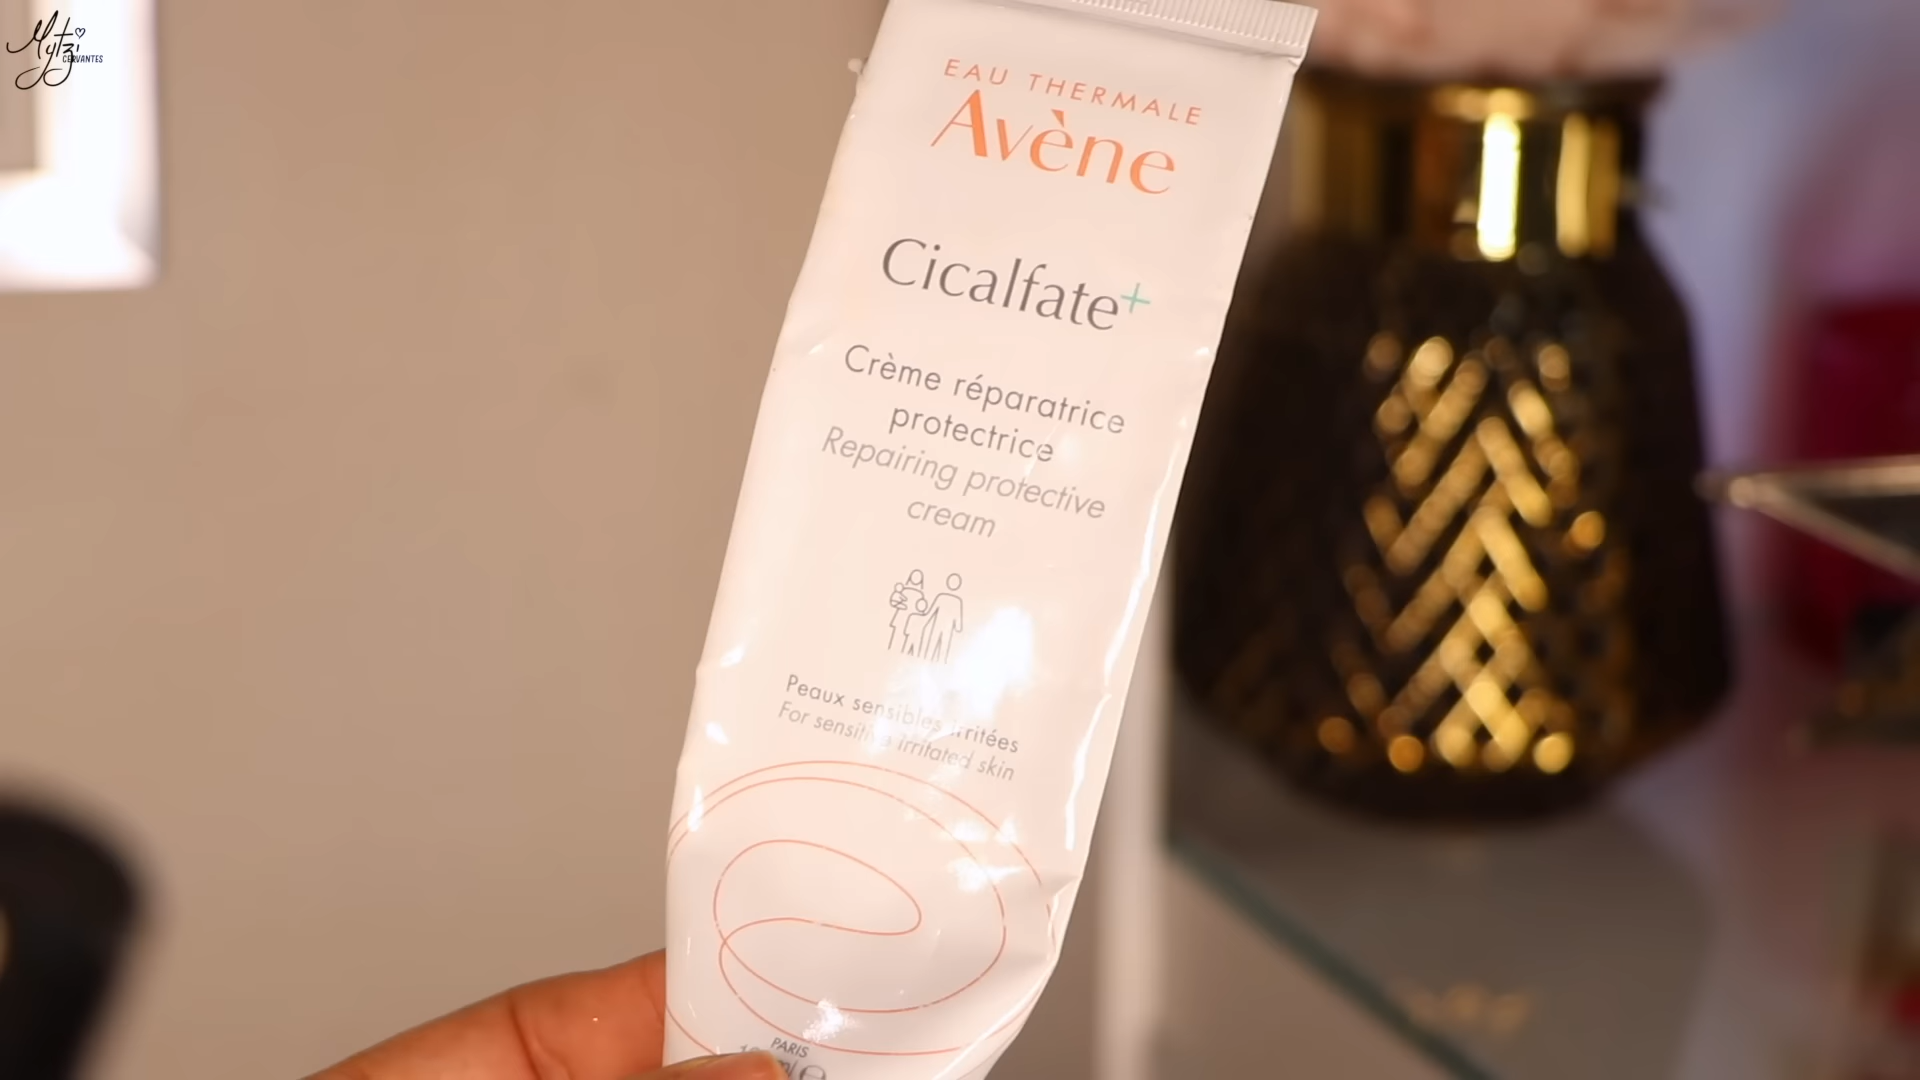 Mytzi
CERVANTES
EAU THERMALE
Avène
Cicalfate+
Crème réparatrice
protectrice
Repairing protective
cream
Peaux sensibles irritées
For sensitive irritated skin
PARIS